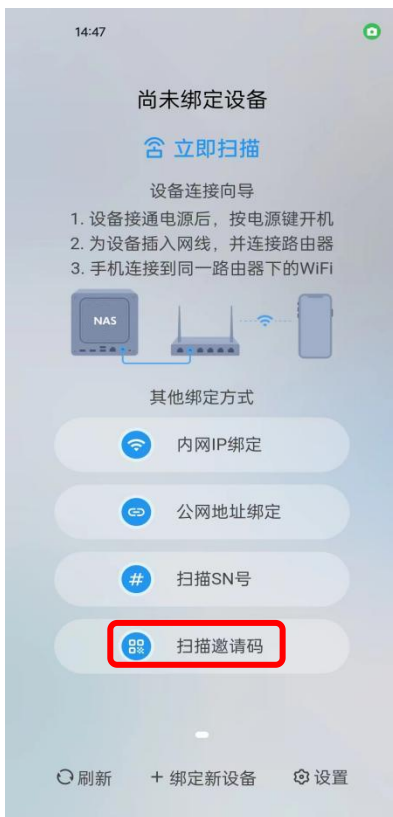 14:47
尚未绑定设备
立即扫描
设备连接向导
1. 设备接通电源后，按电源键开机
2. 为设备插入网线，并连接路由器
3. 手机连接到同一路由器下的WiFi
NAS
其他绑定方式
内网IP绑定
公网地址绑定
# 扫描SN号
扫描邀请码
刷新 + 绑定新设备 设置